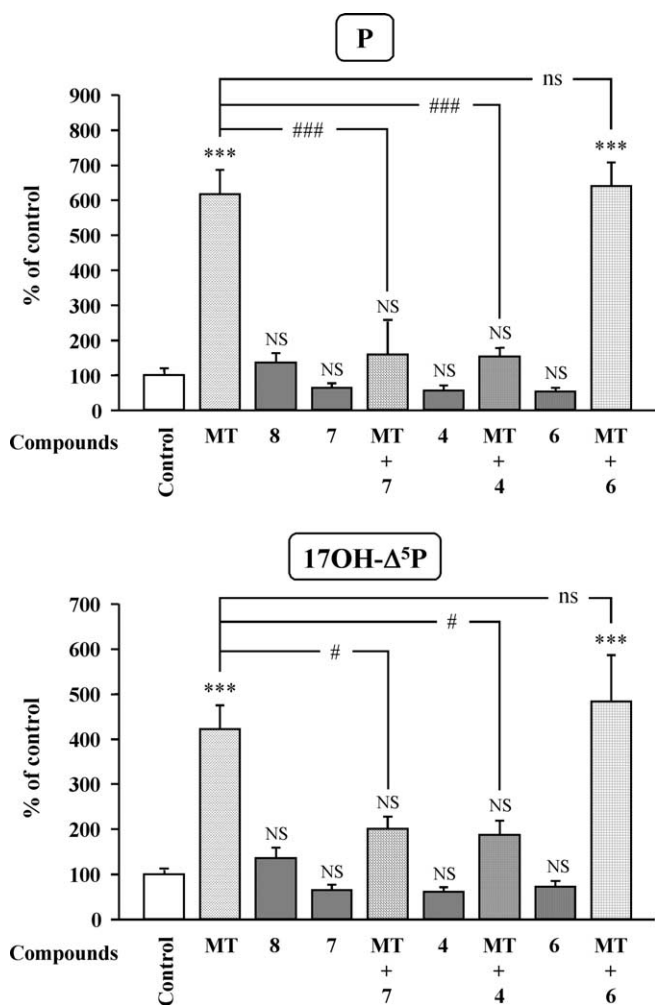 P
ns
900
###
800
###
***
***
700
600
% of control
500
400
300
NS
NS
200
NS
NS
NS
NS
100
0
Compounds
Control
MT
8
7
MT
+
7
4
MT
+
4
6
MT
+
6
17OH-Δ⁵P
700
ns
#
***
600
#
***
500
% of control
400
300
NS
NS
200
NS
NS
NS
NS
100
0
Compounds
Control
MT
8
7
MT
+
7
4
MT
+
4
6
MT
+
6